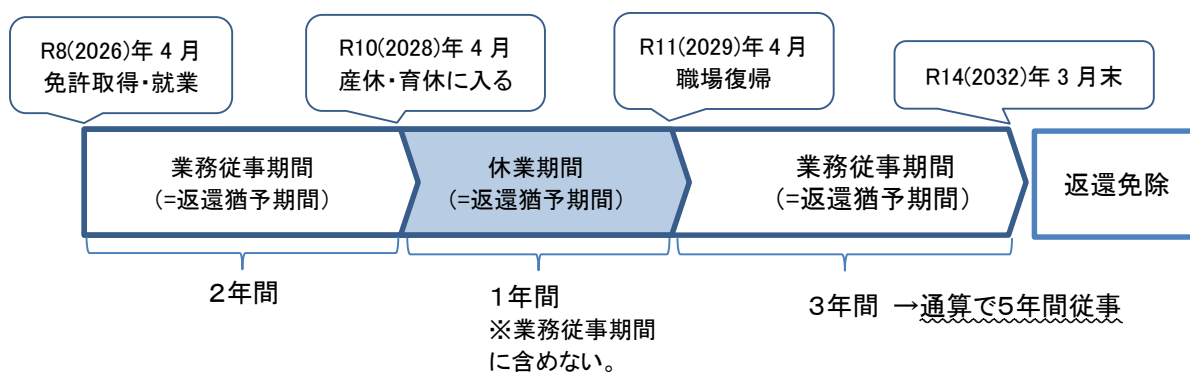 R8(2026)年 4 月
免許取得・就業
R10(2028)年 4 月
産休・育休に入る
R11(2029)年 4 月
職場復帰
R14(2032)年 3 月末
業務従事期間
(=返還猶予期間)
休業期間
(=返還猶予期間)
業務従事期間
(=返還猶予期間)
返還免除
2年間
1年間
※業務従事期間
に含めない。
3年間 →通算で5年間従事